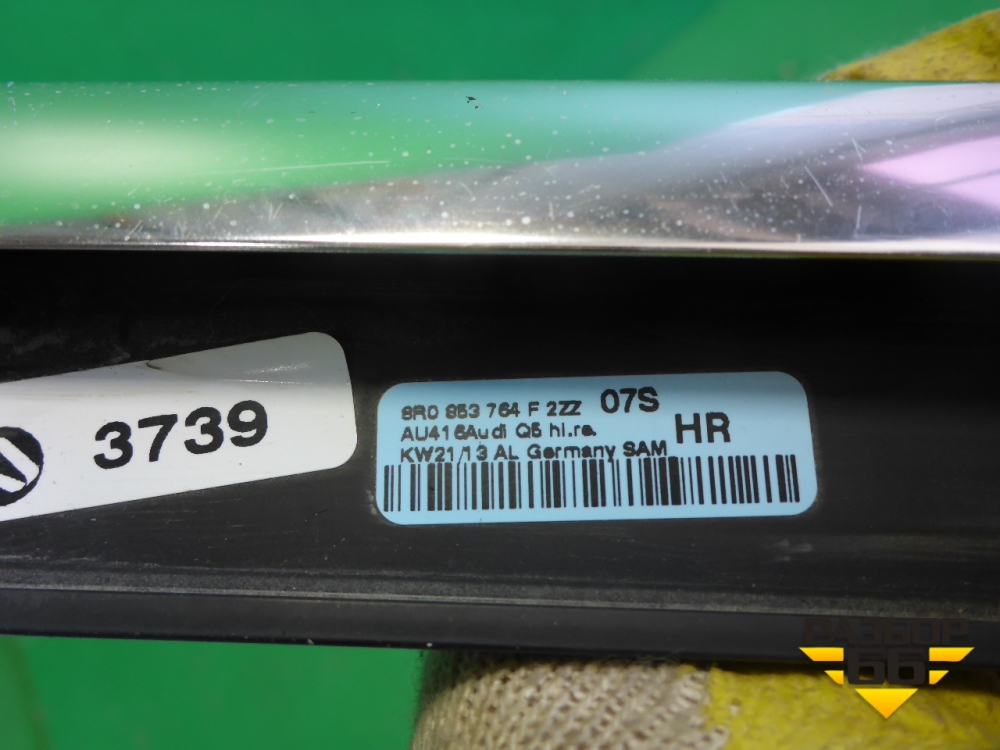 3739
8R0 853 764 F 2ZZ 07S
AU416Audi Q5 hi.re. HR
KW21/13 AL Germany SAM
РАЗБОР
66